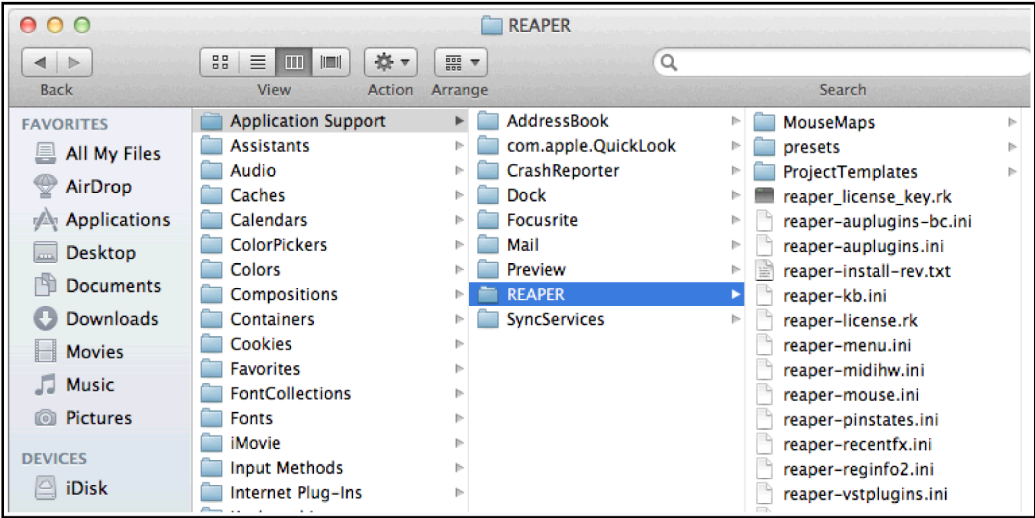 REAPER
Back
View
Action
Arrange
Search
FAVORITES
All My Files
AirDrop
Applications
Desktop
Documents
Downloads
Movies
Music
Pictures
DEVICES
iDisk
Application Support
Assistants
Audio
Caches
Calendars
ColorPickers
Colors
Compositions
Containers
Cookies
Favorites
FontCollections
Fonts
iMovie
Input Methods
Internet Plug-Ins
AddressBook
com.apple.QuickLook
CrashReporter
Dock
Focusrite
Mail
Preview
REAPER
SyncServices
MouseMaps
presets
ProjectTemplates
reaper_license_key.rk
reaper-auplugins-bc.ini
reaper-auplugins.ini
reaper-install-rev.txt
reaper-kb.ini
reaper-license.rk
reaper-menu.ini
reaper-midihw.ini
reaper-mouse.ini
reaper-pinstates.ini
reaper-recentfx.ini
reaper-reginfo2.ini
reaper-vstplugins.ini